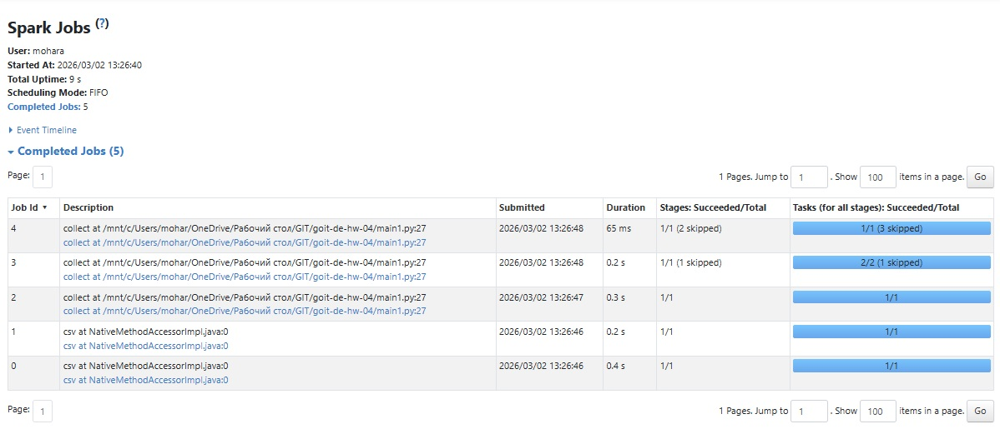 Spark Jobs (?)
User: mohara
Started At: 2026/03/02 13:26:40
Total Uptime: 9 s
Scheduling Mode: FIFO
Completed Jobs: 5
Event Timeline
Completed Jobs (5)
Page: 1 1 Pages. Jump to 1 . Show 100 items in a page. Go
Job Id ▾ Description Submitted Duration Stages: Succeeded/Total Tasks (for all stages): Succeeded/Total
4 collect at /mnt/c/Users/mohar/OneDrive/Рабочий стол/GIT/goit-de-hw-04/main1.py:27 2026/03/02 13:26:48 65 ms 1/1 (2 skipped) 1/1 (3 skipped)
collect at /mnt/c/Users/mohar/OneDrive/Рабочий стол/GIT/goit-de-hw-04/main1.py:27
3 collect at /mnt/c/Users/mohar/OneDrive/Рабочий стол/GIT/goit-de-hw-04/main1.py:27 2026/03/02 13:26:48 0.2 s 1/1 (1 skipped) 2/2 (1 skipped)
collect at /mnt/c/Users/mohar/OneDrive/Рабочий стол/GIT/goit-de-hw-04/main1.py:27
2 collect at /mnt/c/Users/mohar/OneDrive/Рабочий стол/GIT/goit-de-hw-04/main1.py:27 2026/03/02 13:26:47 0.3 s 1/1 1/1
collect at /mnt/c/Users/mohar/OneDrive/Рабочий стол/GIT/goit-de-hw-04/main1.py:27
1 csv at NativeMethodAccessorImpl.java:0 2026/03/02 13:26:46 0.2 s 1/1 1/1
csv at NativeMethodAccessorImpl.java:0
0 csv at NativeMethodAccessorImpl.java:0 2026/03/02 13:26:46 0.4 s 1/1 1/1
csv at NativeMethodAccessorImpl.java:0
Page: 1 1 Pages. Jump to 1 . Show 100 items in a page. Go